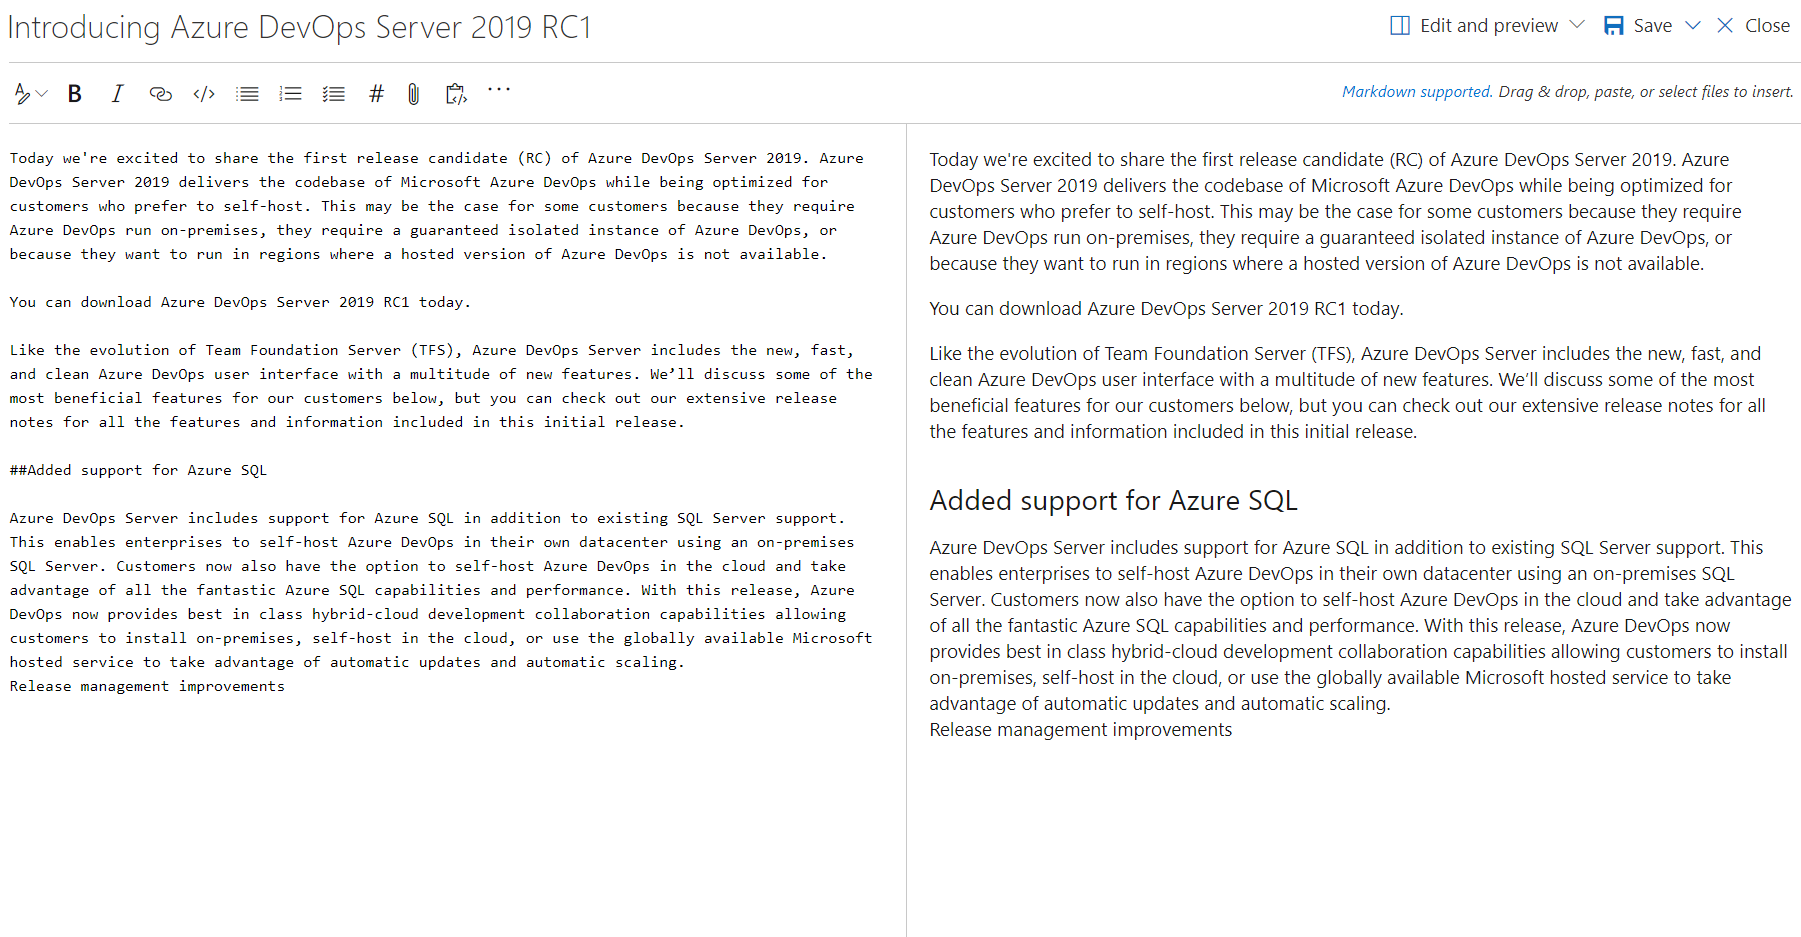 Introducing Azure DevOps Server 2019 RC1
Edit and preview
Save
Close
B I </> # ...
Markdown supported. Drag & drop, paste, or select files to insert.
Today we're excited to share the first release candidate (RC) of Azure DevOps Server 2019. Azure
DevOps Server 2019 delivers the codebase of Microsoft Azure DevOps while being optimized for
customers who prefer to self-host. This may be the case for some customers because they require
Azure DevOps run on-premises, they require a guaranteed isolated instance of Azure DevOps, or
because they want to run in regions where a hosted version of Azure DevOps is not available.
You can download Azure DevOps Server 2019 RC1 today.
Like the evolution of Team Foundation Server (TFS), Azure DevOps Server includes the new, fast,
and clean Azure DevOps user interface with a multitude of new features. We’ll discuss some of the
most beneficial features for our customers below, but you can check out our extensive release
notes for all the features and information included in this initial release.
##Added support for Azure SQL
Azure DevOps Server includes support for Azure SQL in addition to existing SQL Server support.
This enables enterprises to self-host Azure DevOps in their own datacenter using an on-premises
SQL Server. Customers now also have the option to self-host Azure DevOps in the cloud and take
advantage of all the fantastic Azure SQL capabilities and performance. With this release, Azure
DevOps now provides best in class hybrid-cloud development collaboration capabilities allowing
customers to install on-premises, self-host in the cloud, or use the globally available Microsoft
hosted service to take advantage of automatic updates and automatic scaling.
Release management improvements
Today we're excited to share the first release candidate (RC) of Azure DevOps Server 2019. Azure
DevOps Server 2019 delivers the codebase of Microsoft Azure DevOps while being optimized for
customers who prefer to self-host. This may be the case for some customers because they require
Azure DevOps run on-premises, they require a guaranteed isolated instance of Azure DevOps, or
because they want to run in regions where a hosted version of Azure DevOps is not available.
You can download Azure DevOps Server 2019 RC1 today.
Like the evolution of Team Foundation Server (TFS), Azure DevOps Server includes the new, fast, and
clean Azure DevOps user interface with a multitude of new features. We’ll discuss some of the most
beneficial features for our customers below, but you can check out our extensive release notes for all
the features and information included in this initial release.
Added support for Azure SQL
Azure DevOps Server includes support for Azure SQL in addition to existing SQL Server support. This
enables enterprises to self-host Azure DevOps in their own datacenter using an on-premises SQL
Server. Customers now also have the option to self-host Azure DevOps in the cloud and take advantage
of all the fantastic Azure SQL capabilities and performance. With this release, Azure DevOps now
provides best in class hybrid-cloud development collaboration capabilities allowing customers to install
on-premises, self-host in the cloud, or use the globally available Microsoft hosted service to take
advantage of automatic updates and automatic scaling.
Release management improvements